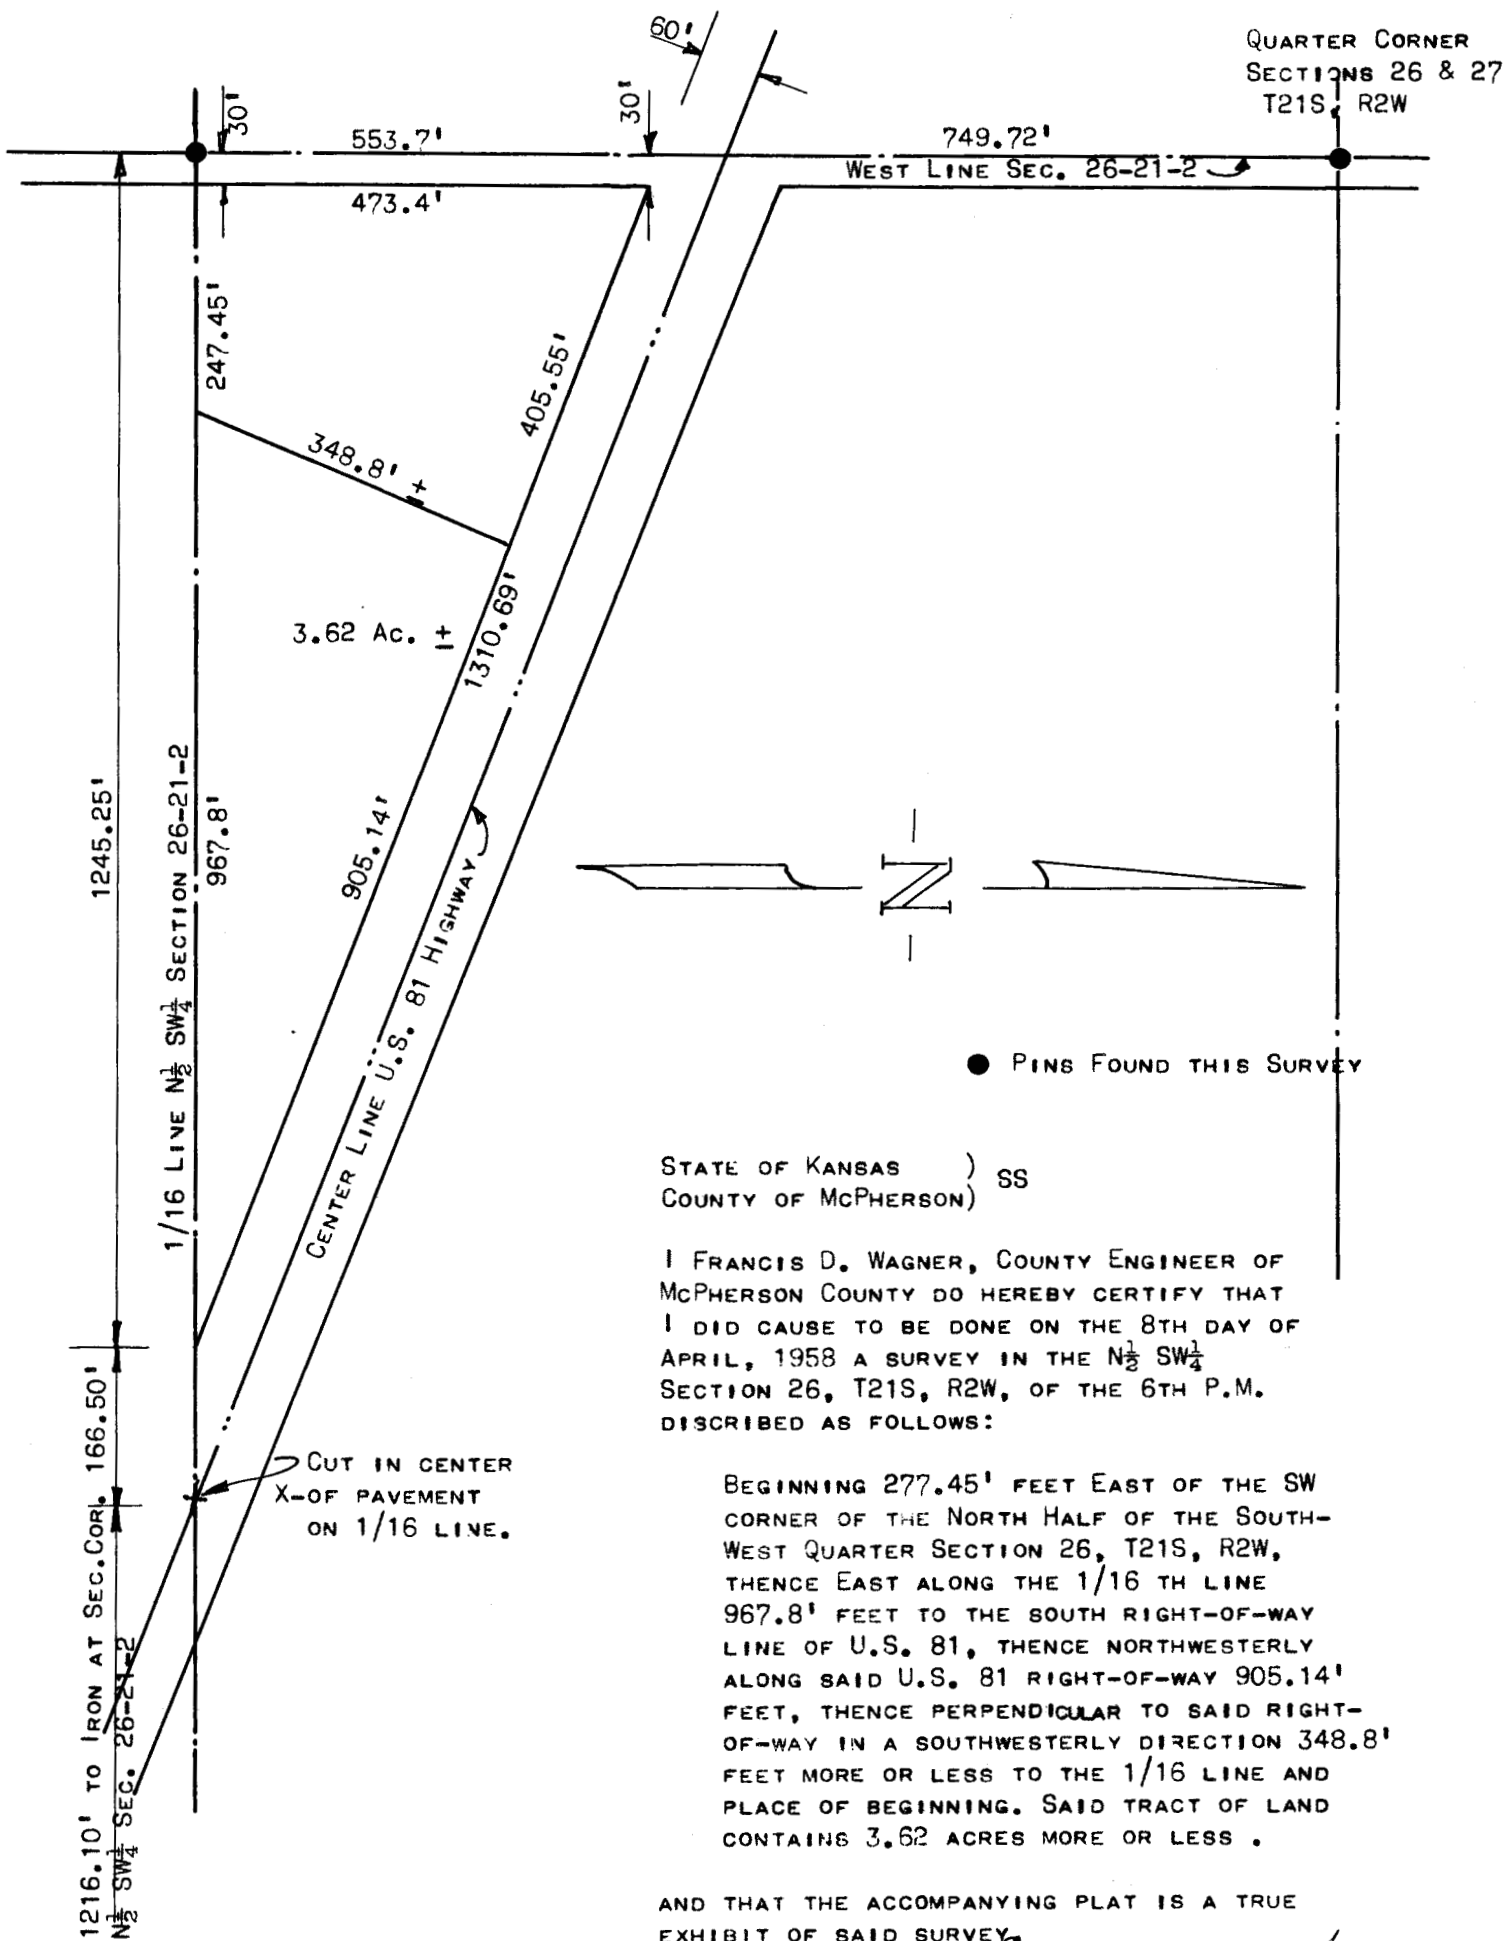 60'
QUARTER CORNER
SECTIONS 26 & 27
T21S, R2W
30'
30'
553.7'
749.72'
WEST LINE SEC. 26-21-2
473.4'
247.45'
405.55'
348.8' ±
1310.69'
3.62 AC. ±
1245.25'
1/16 LINE N½ SW¼ SECTION 26-21-2
967.8'
905.14'
CENTER LINE U.S. 81 HIGHWAY
N
PINS FOUND THIS SURVEY
STATE OF KANSAS )
COUNTY OF MCPHERSON) SS
I FRANCIS D. WAGNER, COUNTY ENGINEER OF
MCPHERSON COUNTY DO HEREBY CERTIFY THAT
I DID CAUSE TO BE DONE ON THE 8TH DAY OF
APRIL, 1958 A SURVEY IN THE N½ SW¼
SECTION 26, T21S, R2W, OF THE 6TH P.M.
DISCRIBED AS FOLLOWS:
166.50'
CUT IN CENTER
X-OF PAVEMENT
ON 1/16 LINE.
1216.10' TO IRON AT SEC.COR.
N½ SW¼ SEC. 26-21-2
BEGINNING 277.45' FEET EAST OF THE SW
CORNER OF THE NORTH HALF OF THE SOUTH-
WEST QUARTER SECTION 26, T21S, R2W,
THENCE EAST ALONG THE 1/16 TH LINE
967.8' FEET TO THE SOUTH RIGHT-OF-WAY
LINE OF U.S. 81, THENCE NORTHWESTERLY
ALONG SAID U.S. 81 RIGHT-OF-WAY 905.14'
FEET, THENCE PERPENDICULAR TO SAID RIGHT-
OF-WAY IN A SOUTHWESTERLY DIRECTION 348.8'
FEET MORE OR LESS TO THE 1/16 LINE AND
PLACE OF BEGINNING. SAID TRACT OF LAND
CONTAINS 3.62 ACRES MORE OR LESS .
AND THAT THE ACCOMPANYING PLAT IS A TRUE
EXHIBIT OF SAID SURVEY.